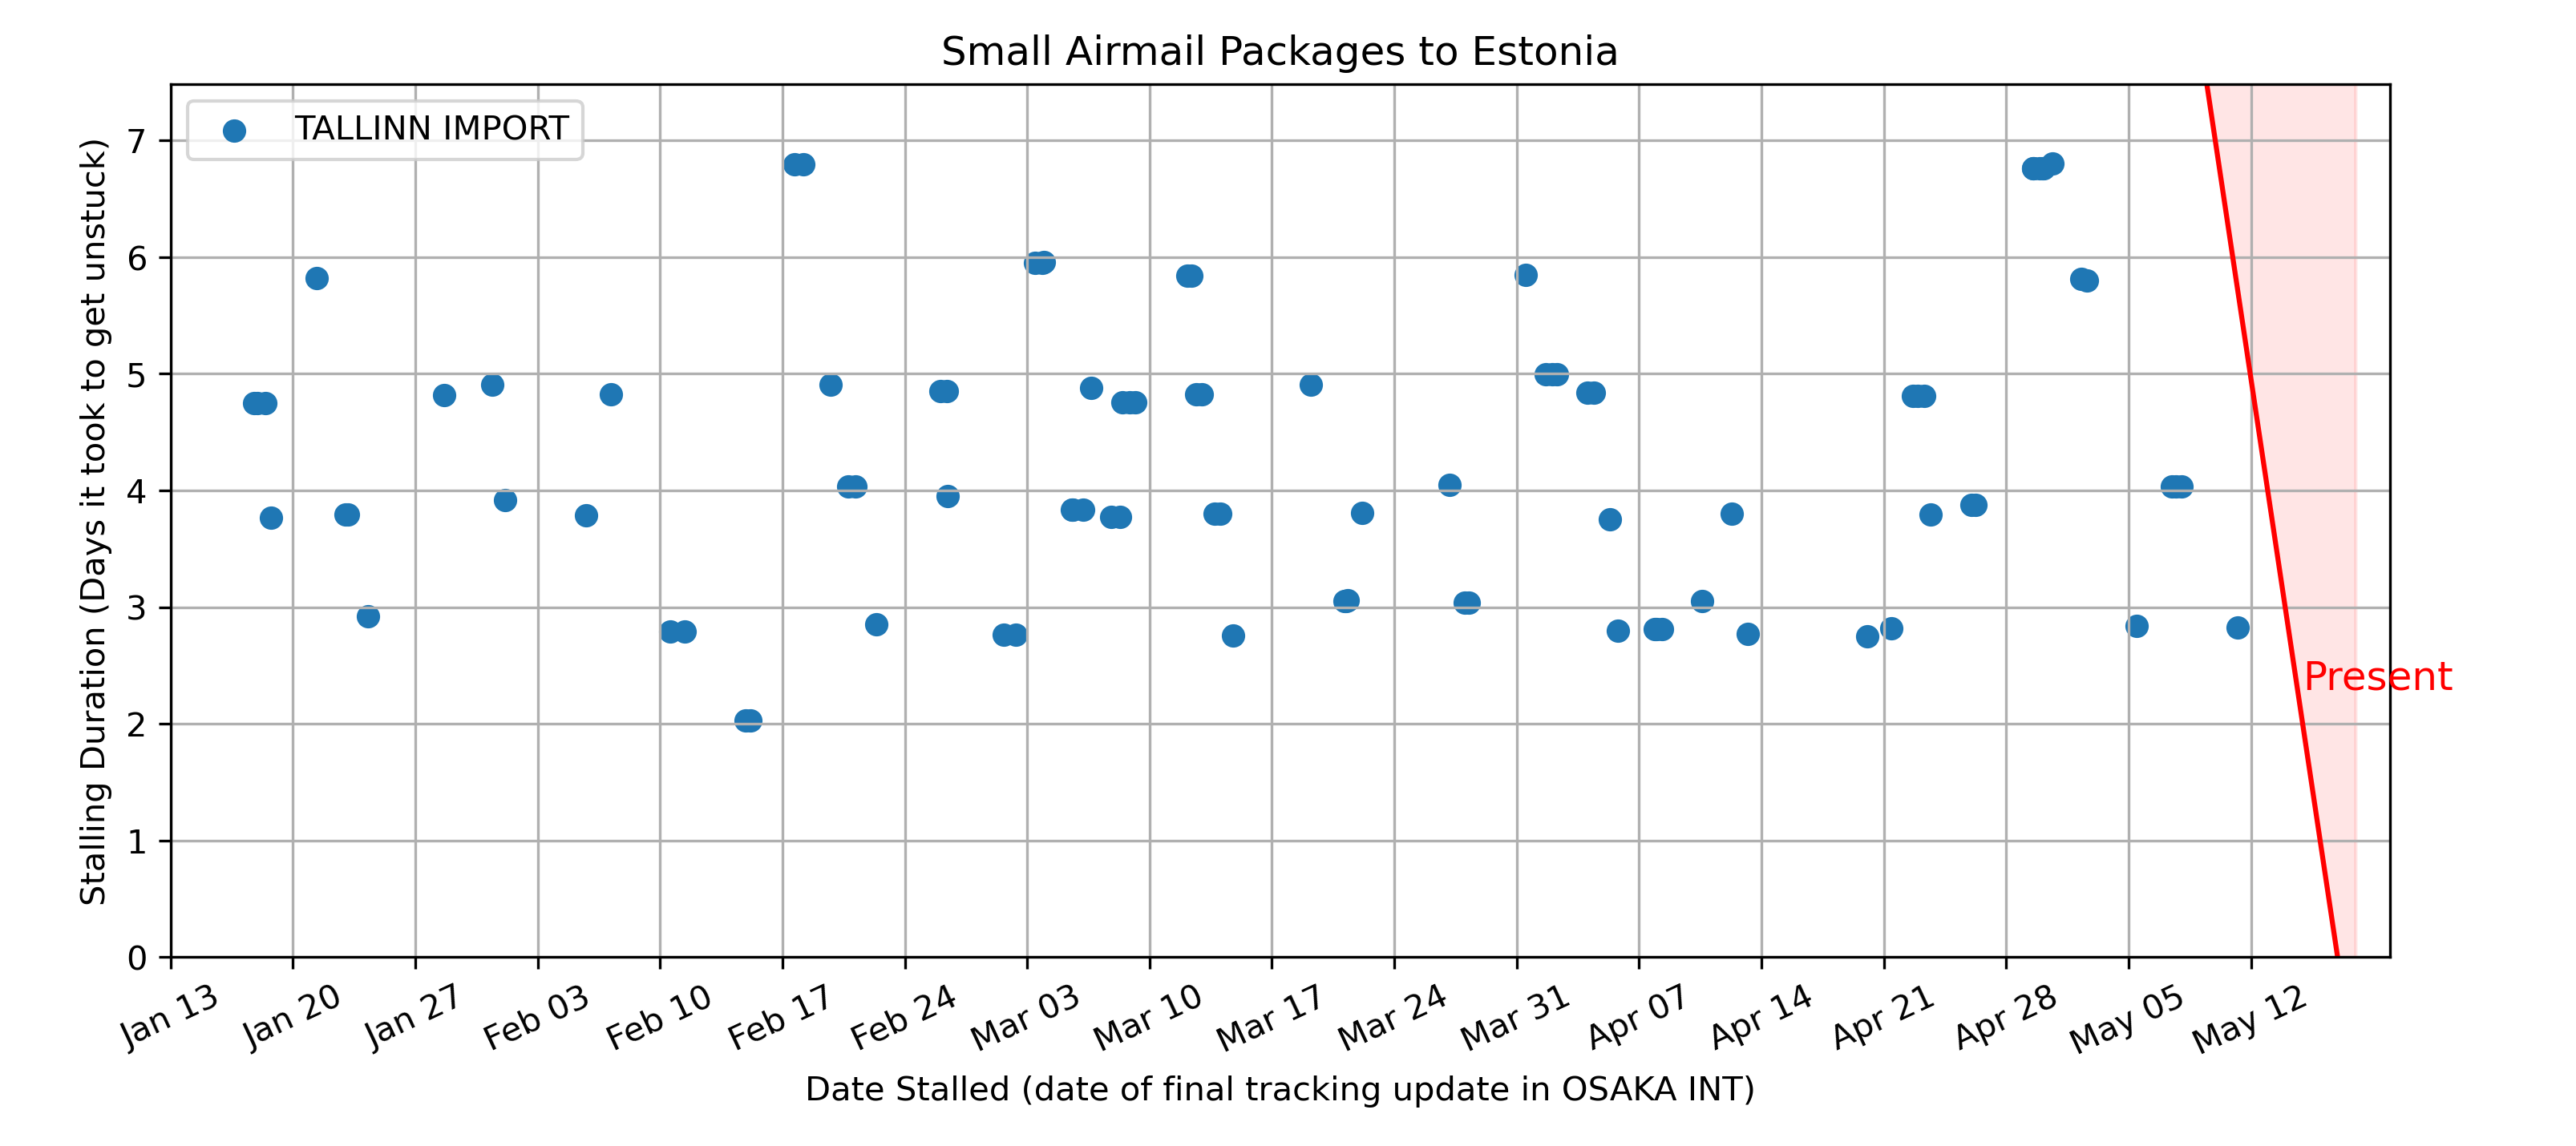 Small Airmail Packages to Estonia
TALLINN IMPORT
Stalling Duration (Days it took to get unstuck)
7
6
5
4
3
2
1
0
Present
Jan 13
Jan 20
Jan 27
Feb 03
Feb 10
Feb 17
Feb 24
Mar 03
Mar 10
Mar 17
Mar 24
Mar 31
Apr 07
Apr 14
Apr 21
Apr 28
May 05
May 12
Date Stalled (date of final tracking update in OSAKA INT)